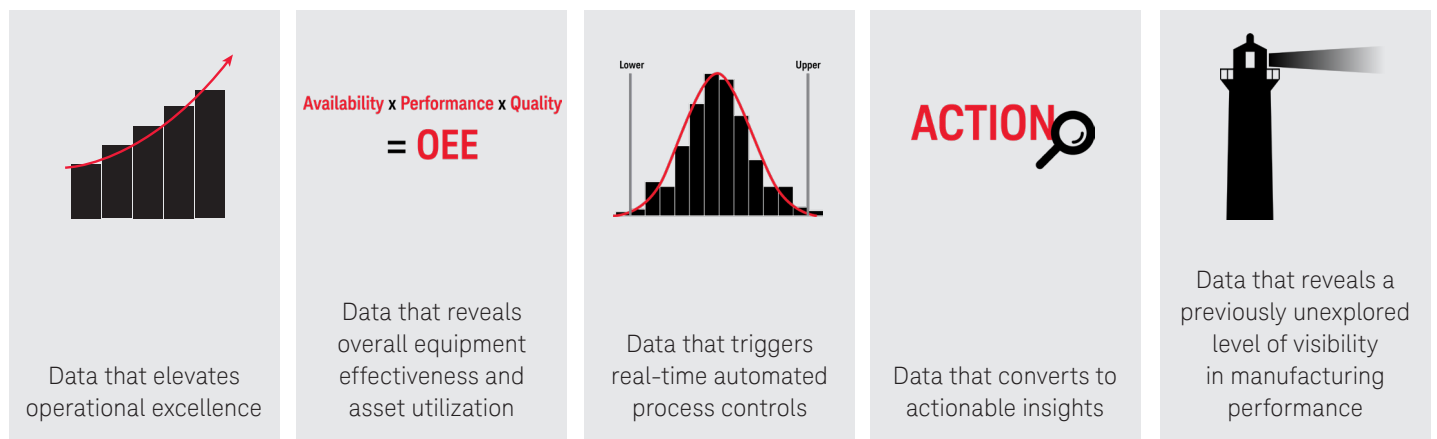 Data that elevates
operational excellence
Availability x Performance x Quality
= OEE
Data that reveals
overall equipment
effectiveness and
asset utilization
Lower
Upper
Data that triggers
real-time automated
process controls
ACTION
Data that converts to
actionable insights
Data that reveals a
previously unexplored
level of visibility
in manufacturing
performance